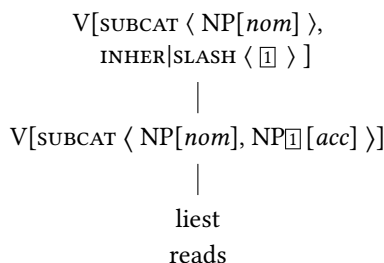 V[SUBCAT ⟨ NP[nom] ⟩,
INHER|SLASH ⟨ 1 ⟩ ]
V[SUBCAT ⟨ NP[nom], NP1 [acc] ⟩]
liest
reads